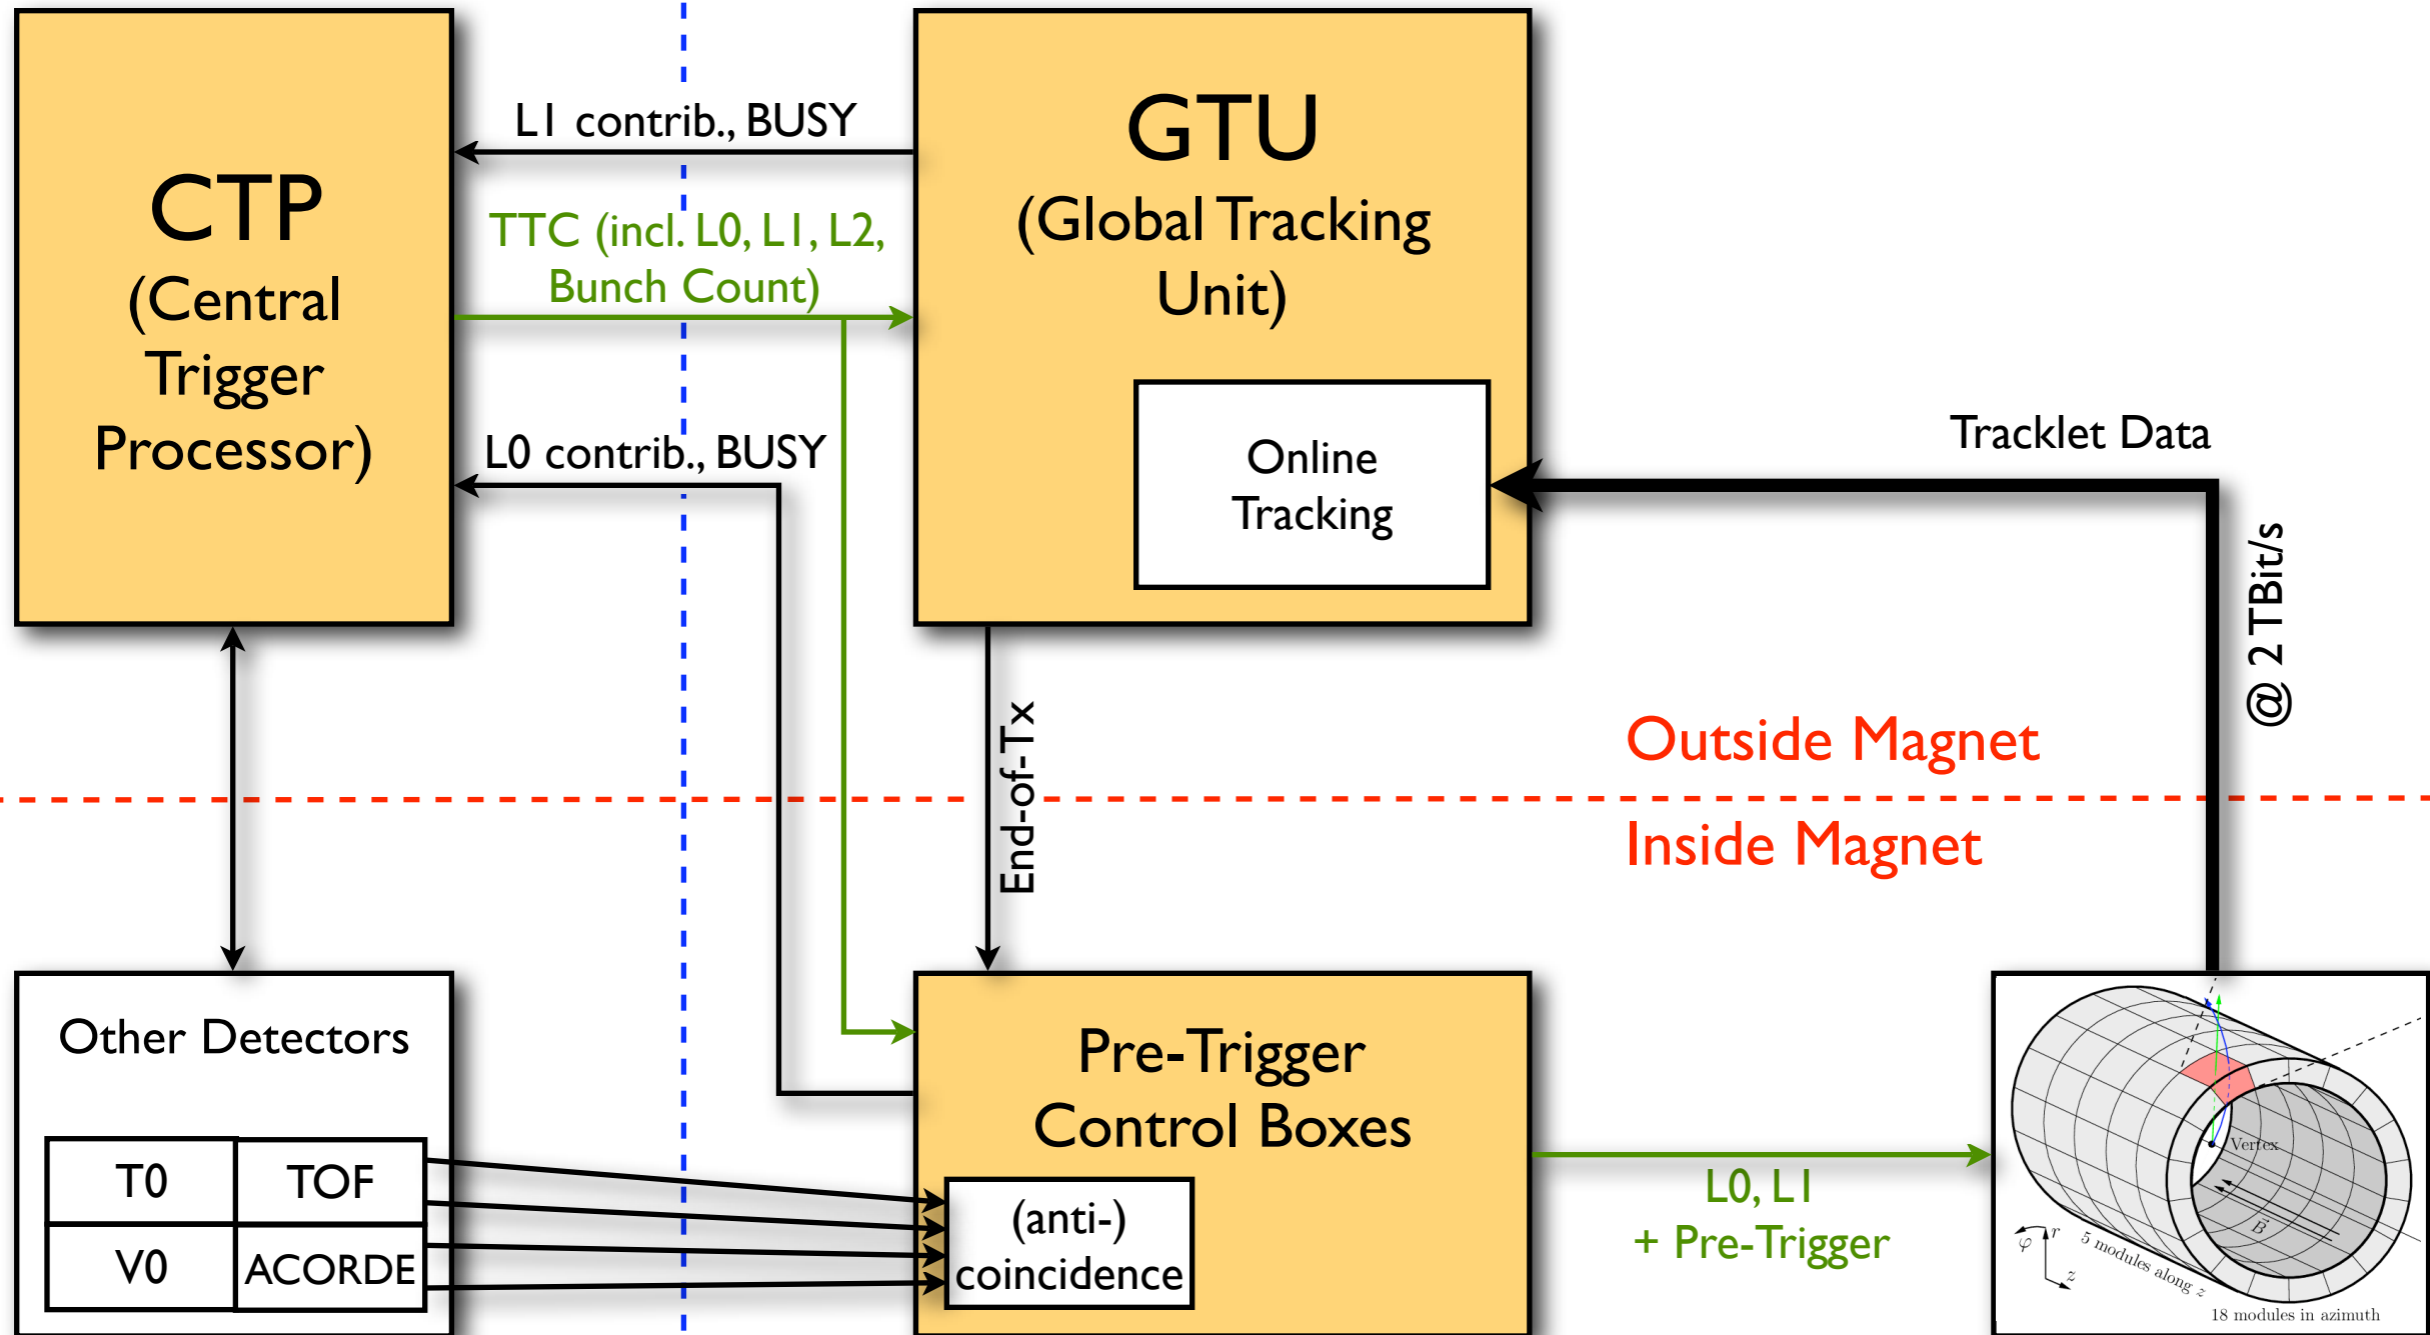 CTP
(Central
Trigger
Processor)
L1 contrib., BUSY
TTC (incl. L0, L1, L2,
Bunch Count)
L0 contrib., BUSY
GTU
(Global Tracking
Unit)
Online
Tracking
Tracklet Data
@ 2 TBit/s
End-of-Tx
Outside Magnet
Inside Magnet
Other Detectors
T0
TOF
V0
ACORDE
Pre-Trigger
Control Boxes
(anti-)
coincidence
L0, L1
+ Pre-Trigger
Vertex
B
φ
r
z
5 modules along z
18 modules in azimuth